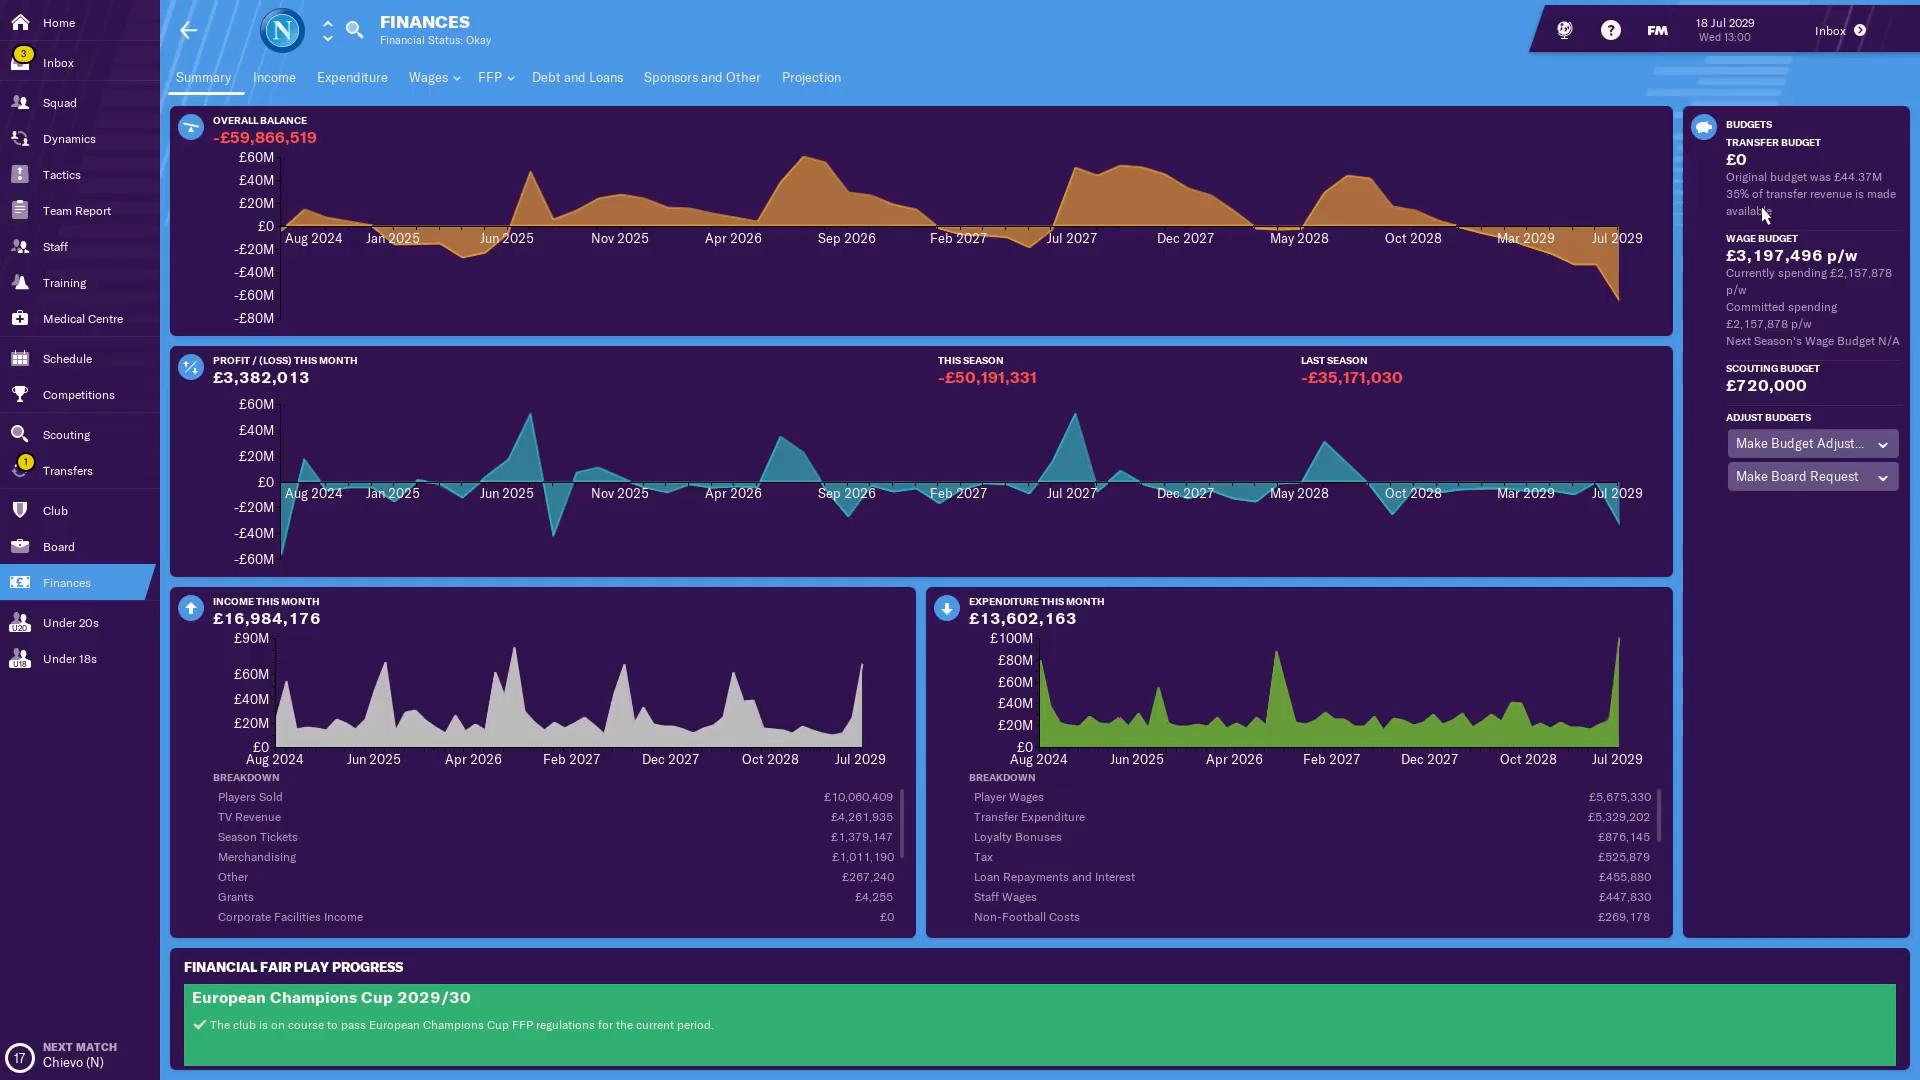 Home
3
Inbox
Squad
Dynamics
Tactics
Team Report
Staff
Training
Medical Centre
Schedule
Competitions
Scouting
1
Transfers
Club
Board
Finances
U20
Under 20s
U18
Under 18s
17
NEXT MATCH
Chievo (N)
N
FINANCES
Financial Status: Okay
?
FM
18 Jul 2029
Wed 13:00
Inbox
Summary
Income
Expenditure
Wages
FFP
Debt and Loans
Sponsors and Other
Projection
OVERALL BALANCE
-£59,866,519
£60M
£40M
£20M
£0
-£20M
-£40M
-£60M
-£80M
Aug 2024
Jan 2025
Jun 2025
Nov 2025
Apr 2026
Sep 2026
Feb 2027
Jul 2027
Dec 2027
May 2028
Oct 2028
Mar 2029
Jul 2029
PROFIT / (LOSS) THIS MONTH
£3,382,013
THIS SEASON
-£50,191,331
LAST SEASON
-£35,171,030
£60M
£40M
£20M
£0
-£20M
-£40M
-£60M
Aug 2024
Jan 2025
Jun 2025
Nov 2025
Apr 2026
Sep 2026
Feb 2027
Jul 2027
Dec 2027
May 2028
Oct 2028
Mar 2029
Jul 2029
INCOME THIS MONTH
£16,984,176
£90M
£60M
£40M
£20M
£0
Aug 2024
Jun 2025
Apr 2026
Feb 2027
Dec 2027
Oct 2028
Jul 2029
BREAKDOWN
Players Sold £10,060,409
TV Revenue £4,261,935
Season Tickets £1,379,147
Merchandising £1,011,190
Other £267,240
Grants £4,255
Corporate Facilities Income £0
EXPENDITURE THIS MONTH
£13,602,163
£100M
£80M
£60M
£40M
£20M
£0
Aug 2024
Jun 2025
Apr 2026
Feb 2027
Dec 2027
Oct 2028
Jul 2029
BREAKDOWN
Player Wages £5,675,330
Transfer Expenditure £5,329,202
Loyalty Bonuses £876,145
Tax £525,879
Loan Repayments and Interest £455,880
Staff Wages £447,830
Non-Football Costs £269,178
BUDGETS
TRANSFER BUDGET
£0
Original budget was £44.37M
35% of transfer revenue is made
available
WAGE BUDGET
£3,197,496 p/w
Currently spending £2,157,878
p/w
Committed spending
£2,157,878 p/w
Next Season's Wage Budget N/A
SCOUTING BUDGET
£720,000
ADJUST BUDGETS
Make Budget Adjust...
Make Board Request
FINANCIAL FAIR PLAY PROGRESS
European Champions Cup 2029/30
The club is on course to pass European Champions Cup FFP regulations for the current period.